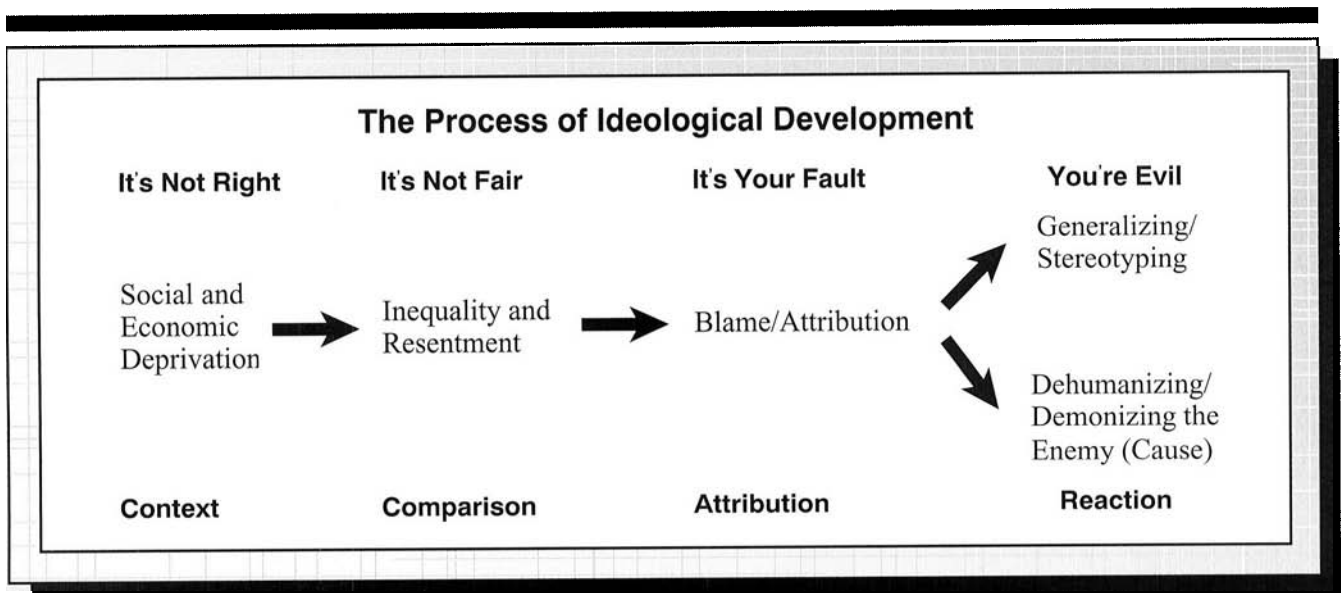 The Process of Ideological Development
It's Not Right
It's Not Fair
It's Your Fault
You're Evil
Social and
Economic
Deprivation
Inequality and
Resentment
Blame/Attribution
Generalizing/
Stereotyping
Dehumanizing/
Demonizing the
Enemy (Cause)
Context
Comparison
Attribution
Reaction